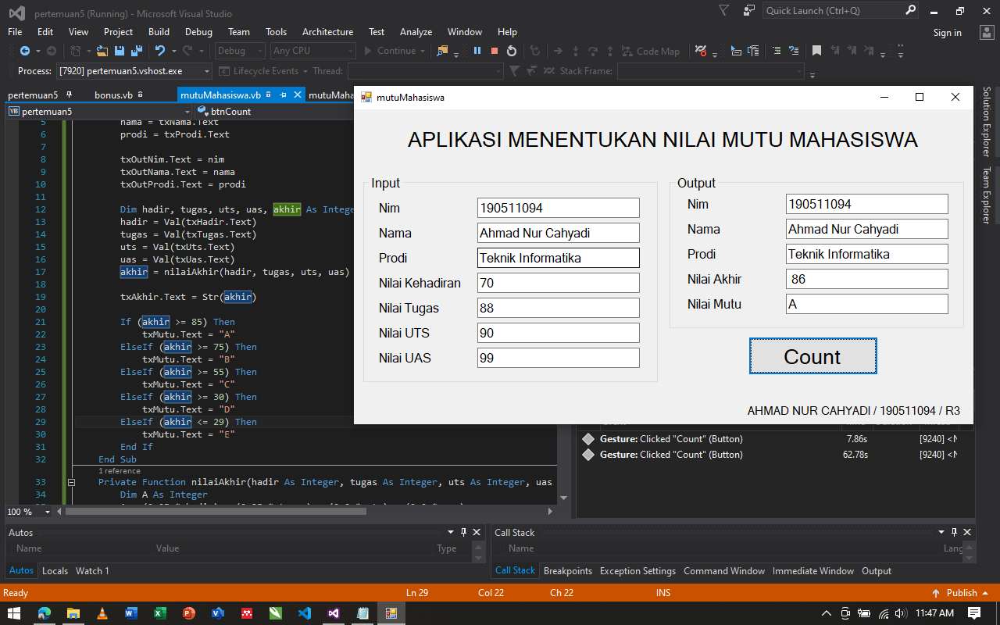 pertemuan5 (Running) - Microsoft Visual Studio
Quick Launch (Ctrl+Q)
File Edit View Project Build Debug Team Tools Architecture Test Analyze Window Help
Sign in
Debug Any CPU Continue Code Map
Process: [7920] pertemuan5.vshost.exe Lifecycle Events Thread: Stack Frame:
pertemuan5 bonus.vb mutuMahasiswa.vb mutuMaha
VB pertemuan5 btnCount
5 nama = txNama.Text
6 prodi = txProdi.Text
7
8 txOutNim.Text = nim
9 txOutNama.Text = nama
10 txOutProdi.Text = prodi
11
12 Dim hadir, tugas, uts, uas, akhir As Intege
13 hadir = Val(txHadir.Text)
14 tugas = Val(txTugas.Text)
15 uts = Val(txUts.Text)
16 uas = Val(txUas.Text)
17 akhir = nilaiAkhir(hadir, tugas, uts, uas)
18
19 txAkhir.Text = Str(akhir)
20
21 If (akhir >= 85) Then
22 txMutu.Text = "A"
23 ElseIf (akhir >= 75) Then
24 txMutu.Text = "B"
25 ElseIf (akhir >= 55) Then
26 txMutu.Text = "C"
27 ElseIf (akhir >= 30) Then
28 txMutu.Text = "D"
29 ElseIf (akhir <= 29) Then
30 txMutu.Text = "E"
31 End If
32 End Sub
1 reference
33 Private Function nilaiAkhir(hadir As Integer, tugas As Integer, uts As Integer, uas
34 Dim A As Integer
100 %
mutuMahasiswa
APLIKASI MENENTUKAN NILAI MUTU MAHASISWA
Input
Nim 190511094
Nama Ahmad Nur Cahyadi
Prodi Teknik Informatika
Nilai Kehadiran 70
Nilai Tugas 88
Nilai UTS 90
Nilai UAS 99
Output
Nim 190511094
Nama Ahmad Nur Cahyadi
Prodi Teknik Informatika
Nilai Akhir 86
Nilai Mutu A
Count
AHMAD NUR CAHYADI / 190511094 / R3
Gesture: Clicked "Count" (Button) 7.86s [9240] <N
Gesture: Clicked "Count" (Button) 62.78s [9240] <N
Solution Explorer
Team Explorer
Autos
Name Value Type
Autos Locals Watch 1
Call Stack
Name Lang
Call Stack Breakpoints Exception Settings Command Window Immediate Window Output
Ready Ln 29 Col 22 Ch 22 INS Publish
11:47 AM